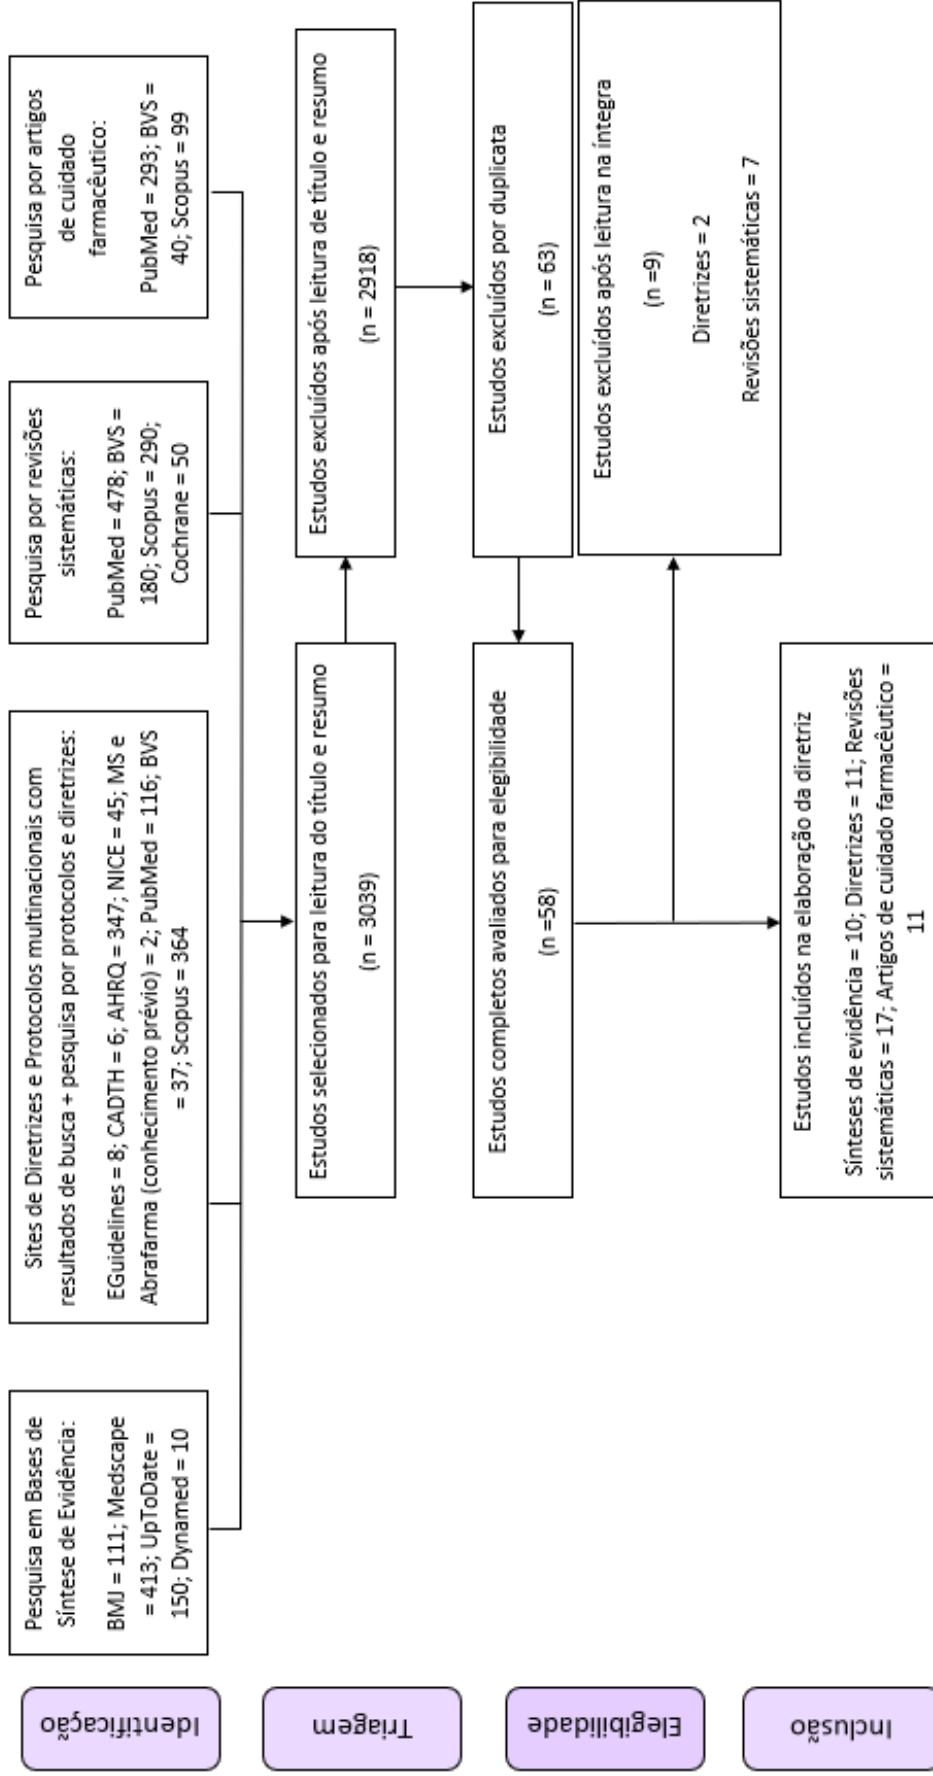 Identificação
Pesquisa em Bases de
Síntese de Evidência:
BMJ = 111; Medscape
= 413; UpToDate =
150; Dynamed = 10
Sites de Diretrizes e Protocolos multinacionais com
resultados de busca + pesquisa por protocolos e diretrizes:
EGuidelines = 8; CADTH = 6; AHRQ = 347; NICE = 45; MS e
Abrafarma (conhecimento prévio) = 2; PubMed = 116; BVS
= 37; Scopus = 364
Pesquisa por revisões
sistemáticas:
PubMed = 478; BVS =
180; Scopus = 290;
Cochrane = 50
Pesquisa por artigos
de cuidado
farmacêutico:
PubMed = 293; BVS =
40; Scopus = 99
Triagem
Estudos selecionados para leitura do título e resumo
(n = 3039)
Estudos excluídos após leitura de título e resumo
(n = 2918)
Elegibilidade
Estudos completos avaliados para elegibilidade
(n =58)
Estudos excluídos por duplicata
(n = 63)
Estudos excluídos após leitura na íntegra
(n =9)
Diretrizes = 2
Revisões sistemáticas = 7
Inclusão
Estudos incluídos na elaboração da diretriz
Sínteses de evidência = 10; Diretrizes = 11; Revisões
sistemáticas = 17; Artigos de cuidado farmacêutico =
11